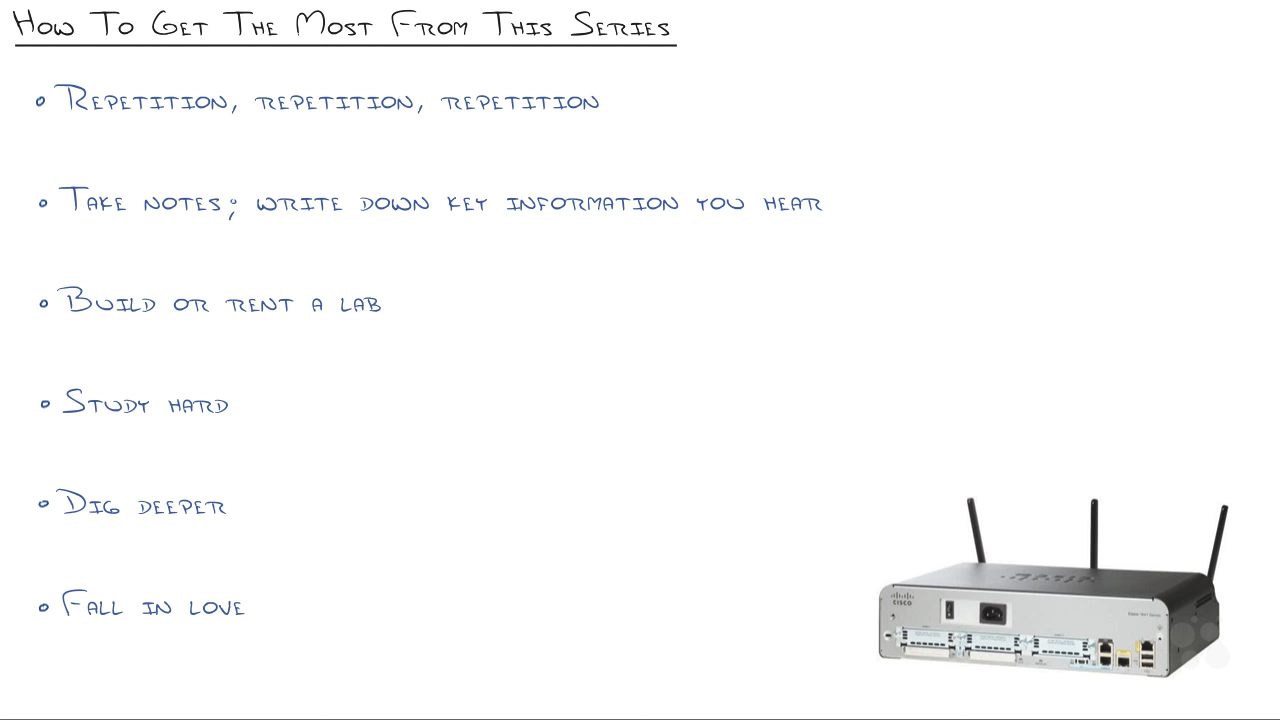 How To Get The Most From This Series
• Repetition, repetition, repetition
• Take notes; write down key information you hear
• Build or rent a lab
• Study hard
• Dig deeper
• Fall in love
CISCO